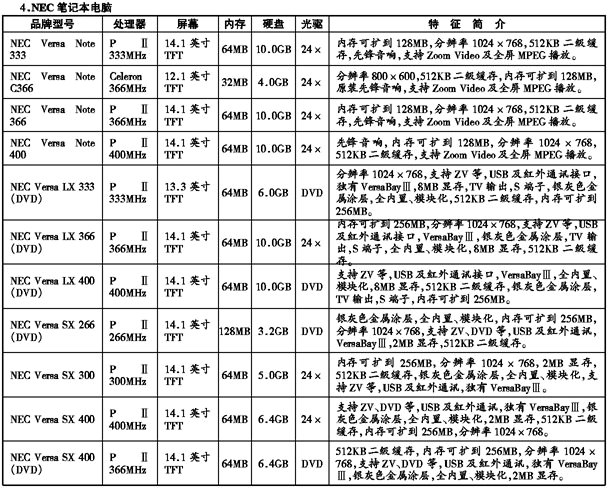 4.NEC 笔记本电脑
品牌型号 处理器 屏幕 内存 硬盘 光驱 特征简介
NEC Versa Note 333 P Ⅱ 333MHz 14.1 英寸 TFT 64MB 10.0GB 24× 内存可扩到 128MB,分辨率 1024×768,512KB 二级缓
存,先锋音响,支持 Zoom Video 及全屏 MPEG 播放。
NEC Versa Note C366 Celeron 366MHz 12.1 英寸 TFT 32MB 4.0GB 24× 分辨率 800×600,512KB 二级缓存,内存可扩到 128MB,
原装先锋音响,支持 Zoom Video 及全屏 MPEG 播放。
NEC Versa Note 366 P Ⅱ 366MHz 14.1 英寸 TFT 64MB 10.0GB 24× 内存可扩到 128MB,分辨率 1024×768,512KB 二级缓
存,先锋音响,支持 Zoom Video 及全屏 MPEG 播放。
NEC Versa Note 400 P Ⅱ 400MHz 14.1 英寸 TFT 64MB 10.0GB 24× 先锋音响,内存可扩到 128MB,分辨率 1024×768,
512KB 二级缓存,支持 Zoom Video 及全屏 MPEG 播放。
NEC Versa LX 333 (DVD) P Ⅱ 333MHz 13.3 英寸 TFT 64MB 6.0GB DVD 分辨率 1024×768,支持 ZV 等,USB 及红外通讯接口,
独有 VersaBayⅢ,8MB 显存,TV 输出,S 端子,银灰色金
属涂层,全内置、模块化,512KB 二级缓存,内存可扩到
256MB。
NEC Versa LX 366 (DVD) P Ⅱ 366MHz 14.1 英寸 TFT 64MB 10.0GB 24× 内存可扩到 256MB,分辨率 1024×768,支持 ZV 等,USB
及红外通讯接口,VersaBayⅢ,银灰色金属涂层,TV 输
出,S 端子,全内置、模块化,8MB 显存,512KB 二级缓
存。
NEC Versa LX 400 (DVD) P Ⅱ 400MHz 14.1 英寸 TFT 64MB 10.0GB DVD 支持 ZV 等,USB 及红外通讯接口,VersaBayⅢ,全内置、
模块化,8MB 显存,512KB 二级缓存,银灰色金属涂层,
TV 输出,S 端子,内存可扩到 256MB。
NEC Versa SX 266 (DVD) P Ⅱ 266MHz 14.1 英寸 TFT 128MB 3.2GB DVD 银灰色金属涂层,全内置、模块化,内存可扩到 256MB,
分辨率 1024×768,支持 ZV、DVD 等,USB 及红外通讯,
VersaBayⅢ,2MB 显存,512KB 二级缓存。
NEC Versa SX 300 P Ⅱ 300MHz 14.1 英寸 TFT 64MB 5.0GB 24× 内存可扩到 256MB,分辨率 1024×768,2MB 显存,
512KB 二级缓存,银灰色金属涂层,全内置、模块化,支
持 ZV 等,USB 及红外通讯,独有 VersaBayⅢ。
NEC Versa SX 400 P Ⅱ 400MHz 14.1 英寸 TFT 64MB 6.4GB 24× 支持 ZV、DVD 等,USB 及红外通讯,独有 VersaBayⅢ,银
灰色金属涂层,全内置、模块化,2MB 显存,512KB 二级
缓存,内存可扩到 256MB,分辨率 1024×768。
NEC Versa SX 400 (DVD) P Ⅱ 366MHz 14.1 英寸 TFT 64MB 6.4GB DVD 512KB 二级缓存,内存可扩到 256MB,分辨率 1024×
768,支持 ZV、DVD 等,USB 及红外通讯,独有 VersaBay
Ⅲ,银灰色金属涂层,全内置、模块化,2MB 显存。